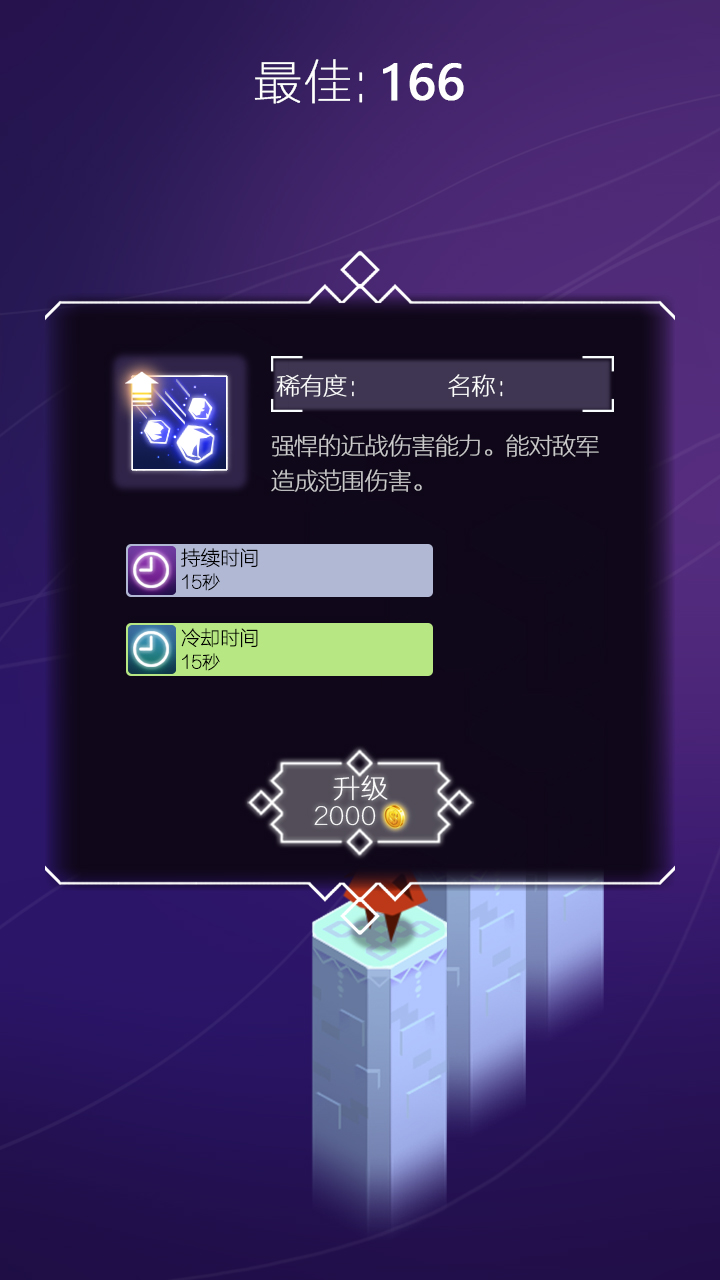 最佳: 166
稀有度: 名称:
强悍的近战伤害能力。能对敌军
造成范围伤害。
持续时间
15秒
冷却时间
15秒
升级
2000